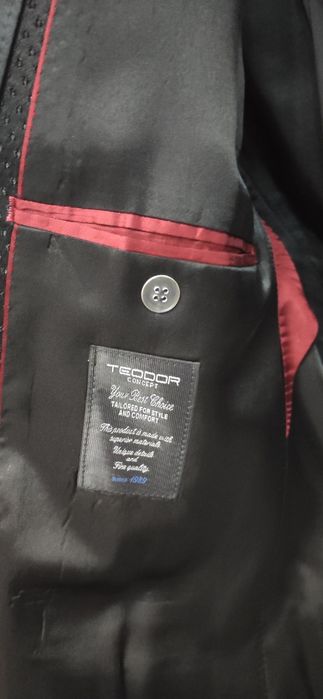 TEODOR
CONCEPT
Your Best Choice
TAILORED FOR STYLE
AND COMFORT
This product is made with
superior materials
Unique details
and
Fine quality.
Since 1989